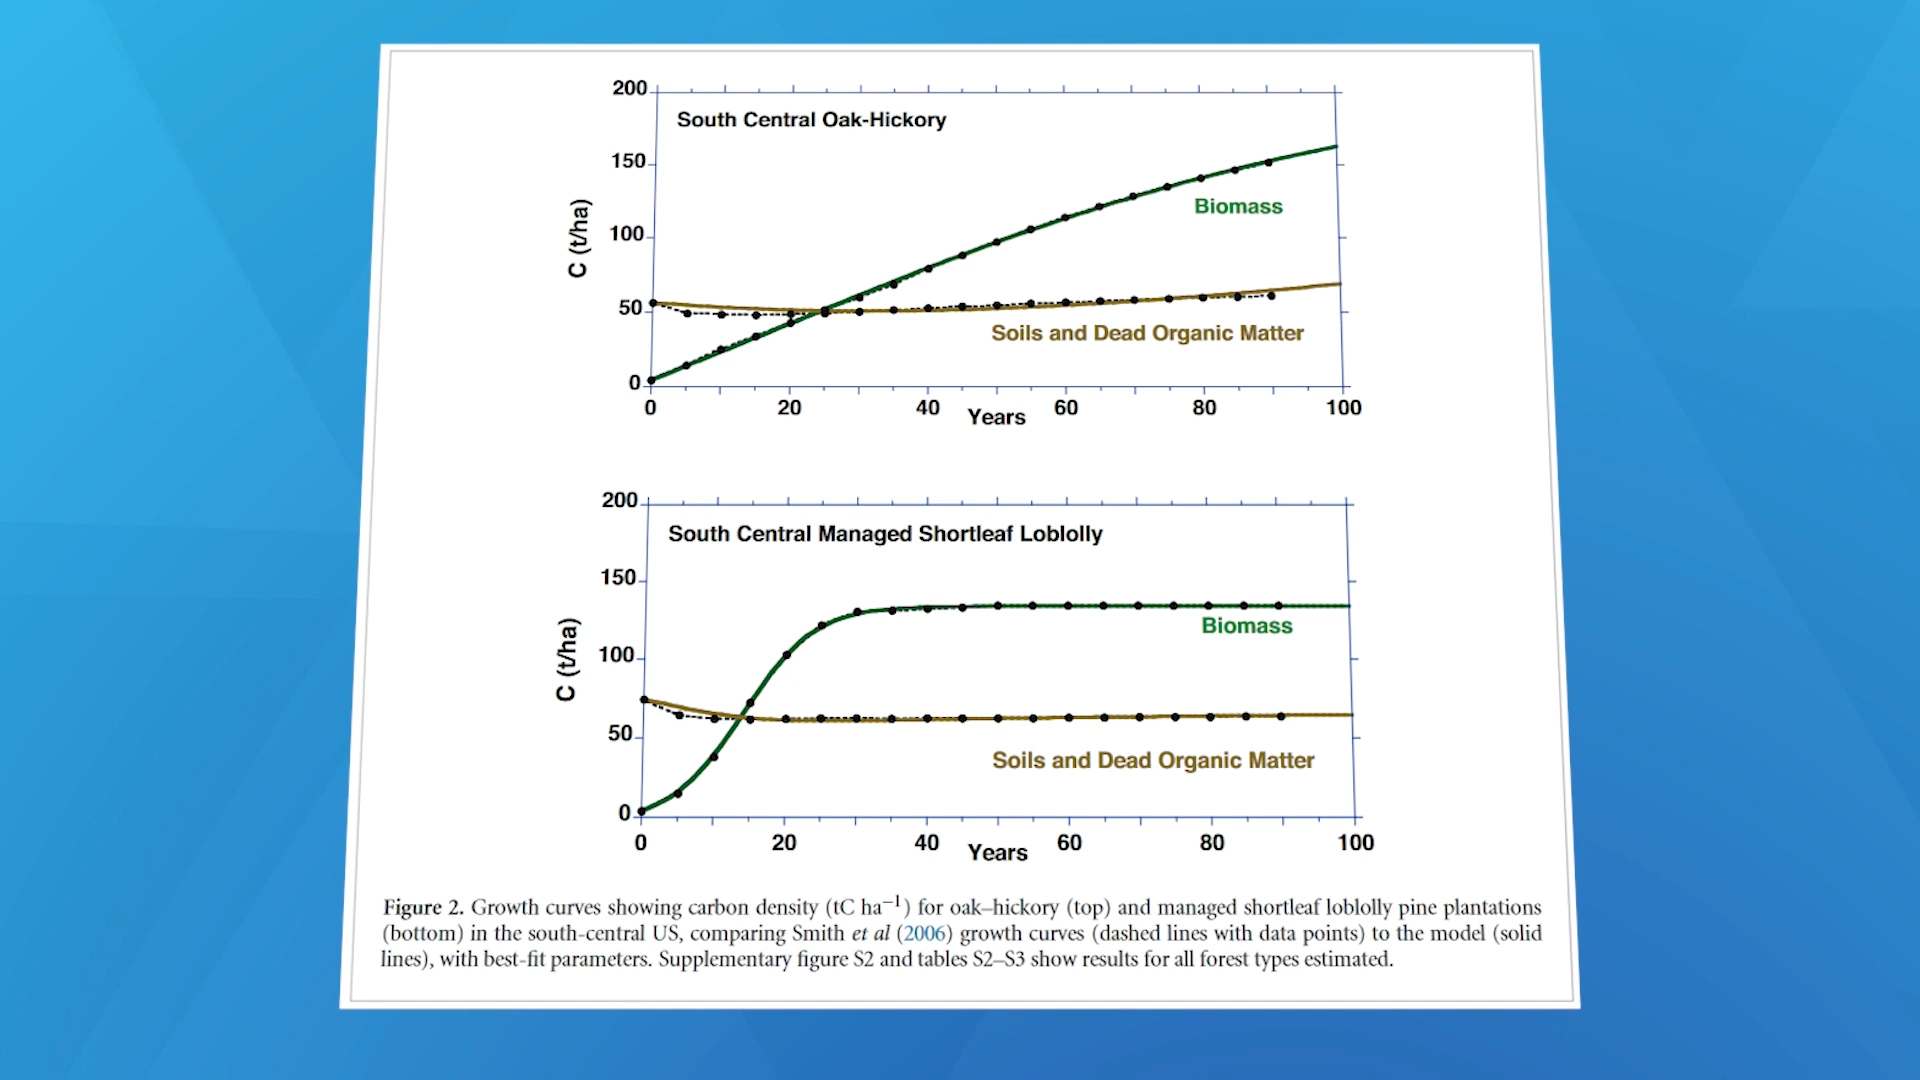 200
South Central Oak-Hickory
150
Biomass
100
C (t/ha)
50
Soils and Dead Organic Matter
0
0 20 40 60 80 100
Years
200
South Central Managed Shortleaf Loblolly
150
Biomass
100
C (t/ha)
50
Soils and Dead Organic Matter
0
0 20 40 60 80 100
Years
Figure 2. Growth curves showing carbon density (tC ha⁻¹) for oak–hickory (top) and managed shortleaf loblolly pine plantations
(bottom) in the south-central US, comparing Smith et al (2006) growth curves (dashed lines with data points) to the model (solid
lines), with best-fit parameters. Supplementary figure S2 and tables S2–S3 show results for all forest types estimated.